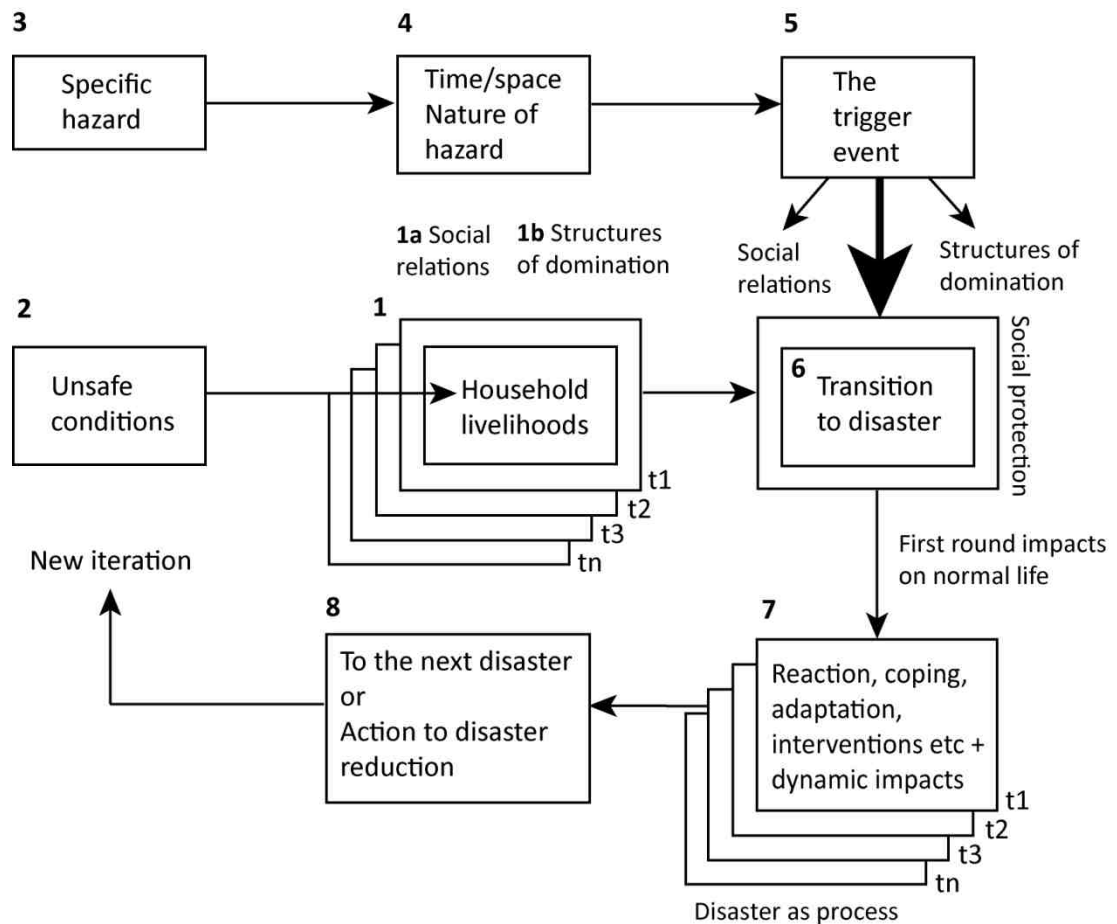 3
Specific
hazard
4
Time/space
Nature of
hazard
5
The
trigger
event
1a Social
relations
1b Structures
of domination
Social
relations
Structures of
domination
2
Unsafe
conditions
1
Household
livelihoods
t1
t2
t3
tn
6
Transition
to disaster
Social protection
First round impacts
on normal life
New iteration
8
To the next disaster
or
Action to disaster
reduction
7
Reaction, coping,
adaptation,
interventions etc +
dynamic impacts
t1
t2
t3
tn
Disaster as process